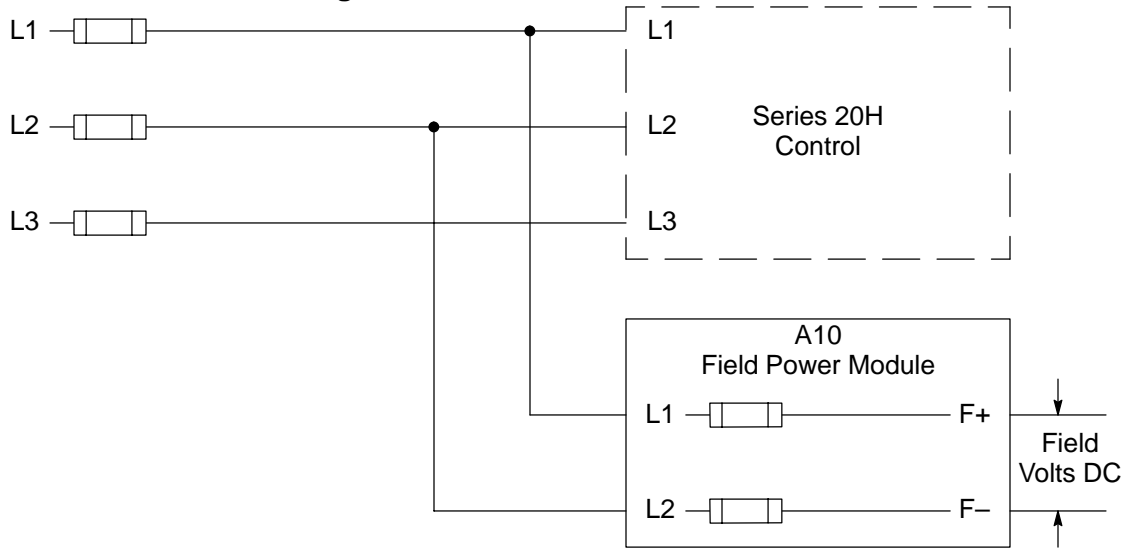 L1
L1
L2
L2
Series 20H
Control
L3
L3
A10
Field Power Module
L1
F+
Field
Volts DC
L2
F–